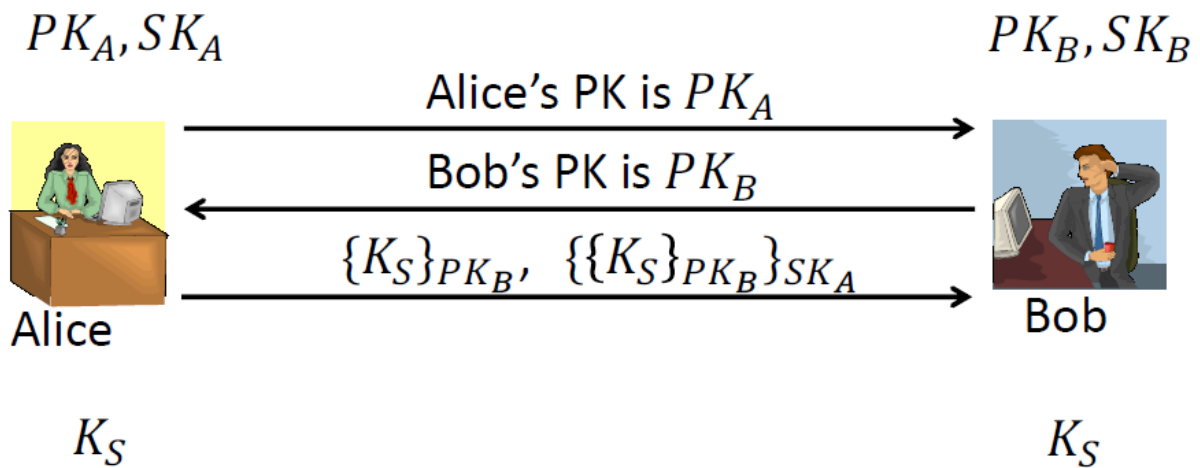 PK_A, SK_A
PK_B, SK_B
Alice's PK is PK_A
Bob's PK is PK_B
{K_S}_{PK_B}, {{K_S}_{PK_B}}_{SK_A}
Alice
Bob
K_S
K_S